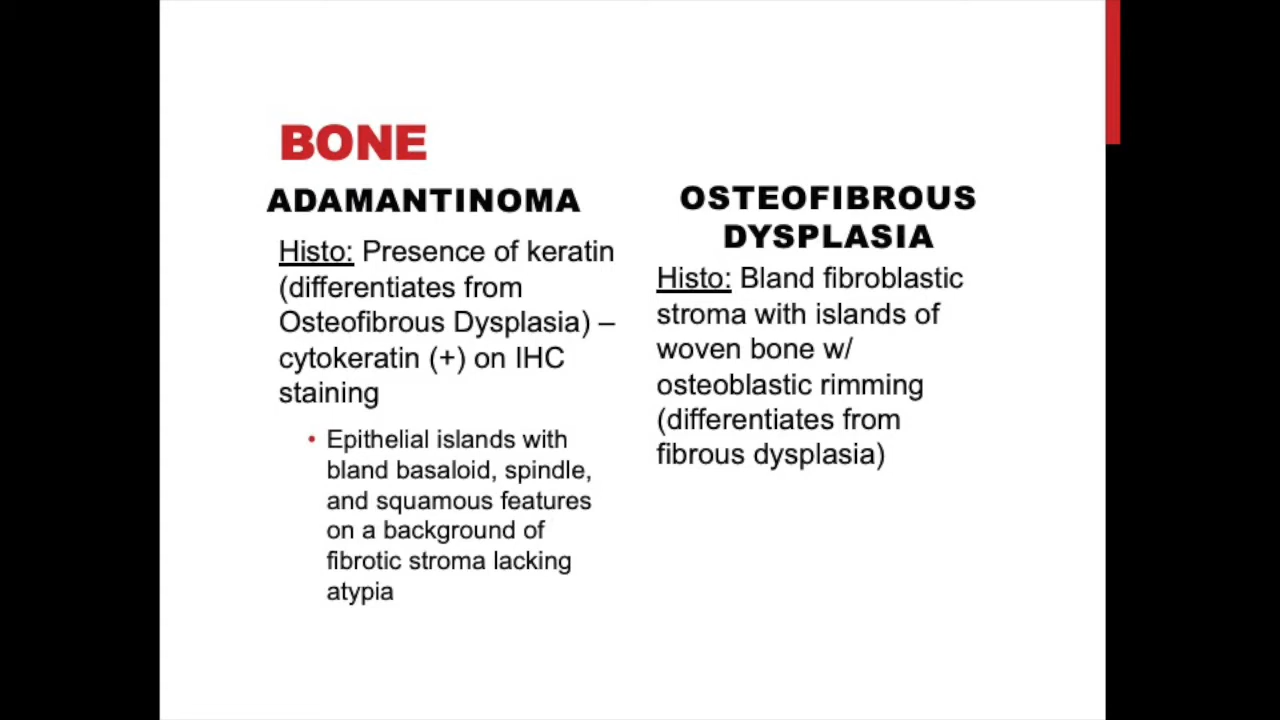 BONE
ADAMANTINOMA
Histo: Presence of keratin
(differentiates from
Osteofibrous Dysplasia) –
cytokeratin (+) on IHC
staining
• Epithelial islands with
bland basaloid, spindle,
and squamous features
on a background of
fibrotic stroma lacking
atypia
OSTEOFIBROUS
DYSPLASIA
Histo: Bland fibroblastic
stroma with islands of
woven bone w/
osteoblastic rimming
(differentiates from
fibrous dysplasia)